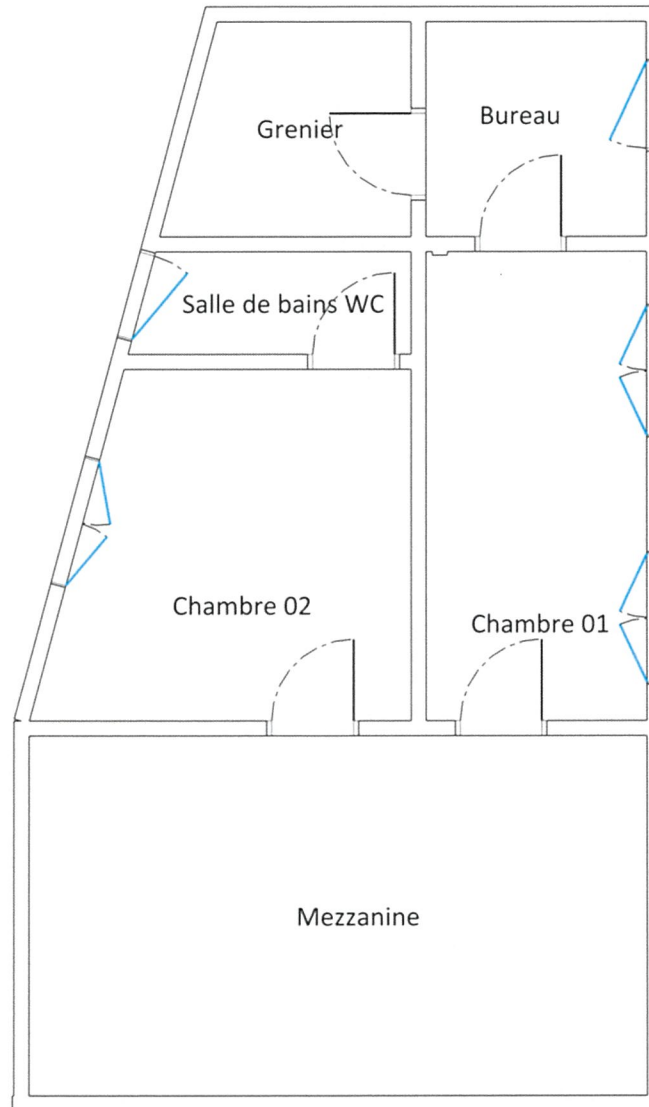 Grenier
Bureau
Salle de bains WC
Chambre 02
Chambre 01
Mezzanine